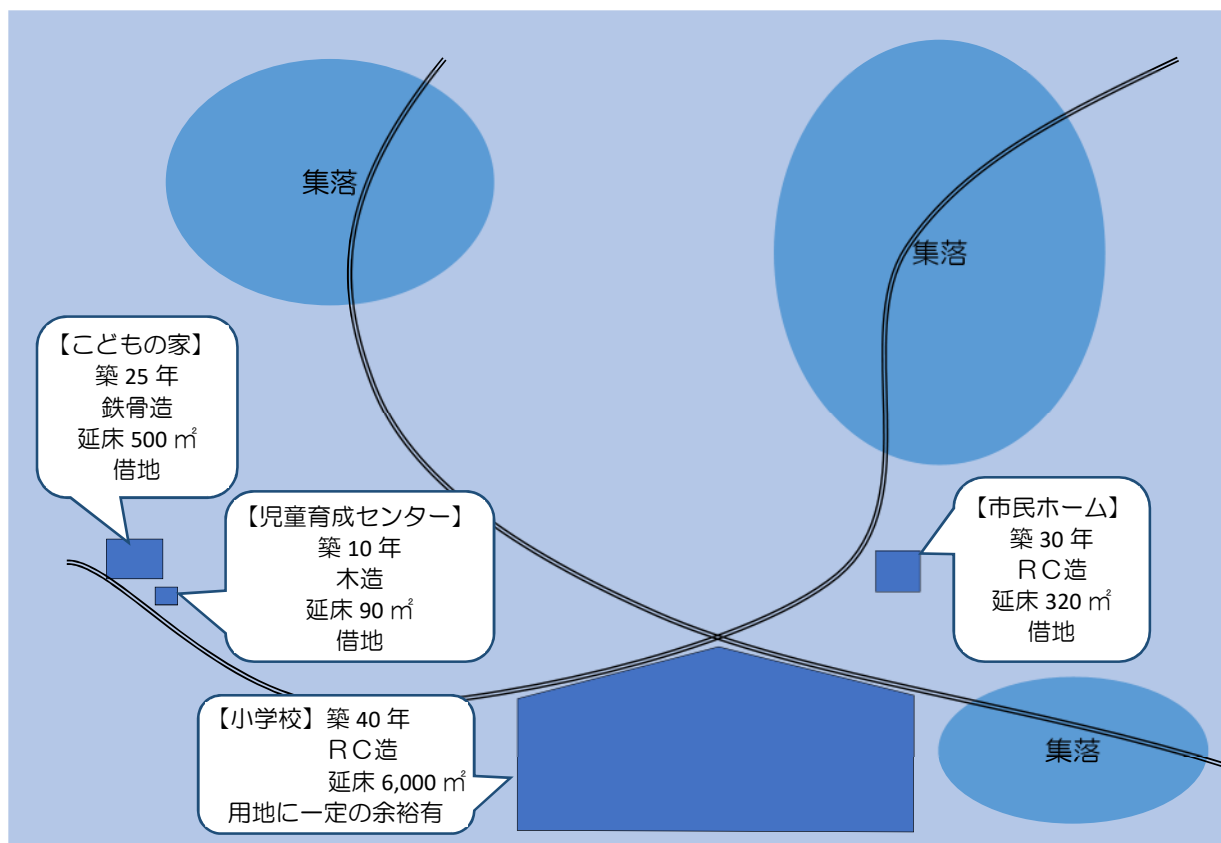 集落
集落
【こどもの家】
築 25 年
鉄骨造
延床 500 ㎡
借地
【児童育成センター】
築 10 年
木造
延床 90 ㎡
借地
【市民ホーム】
築 30 年
ＲＣ造
延床 320 ㎡
借地
【小学校】築 40 年
ＲＣ造
延床 6,000 ㎡
用地に一定の余裕有
集落